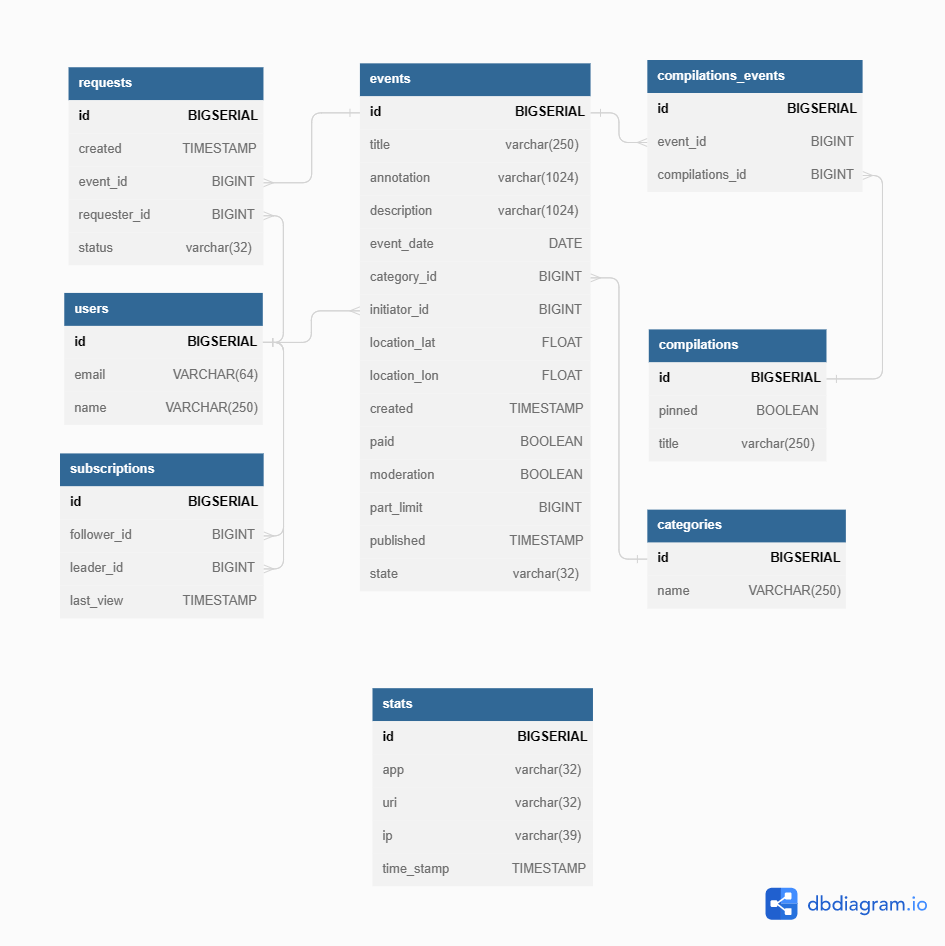 requests
id BIGSERIAL
created TIMESTAMP
event_id BIGINT
requester_id BIGINT
status varchar(32)
users
id BIGSERIAL
email VARCHAR(64)
name VARCHAR(250)
subscriptions
id BIGSERIAL
follower_id BIGINT
leader_id BIGINT
last_view TIMESTAMP
events
id BIGSERIAL
title varchar(250)
annotation varchar(1024)
description varchar(1024)
event_date DATE
category_id BIGINT
initiator_id BIGINT
location_lat FLOAT
location_lon FLOAT
created TIMESTAMP
paid BOOLEAN
moderation BOOLEAN
part_limit BIGINT
published TIMESTAMP
state varchar(32)
compilations_events
id BIGSERIAL
event_id BIGINT
compilations_id BIGINT
compilations
id BIGSERIAL
pinned BOOLEAN
title varchar(250)
categories
id BIGSERIAL
name VARCHAR(250)
stats
id BIGSERIAL
app varchar(32)
uri varchar(32)
ip varchar(39)
time_stamp TIMESTAMP
dbdiagram.io